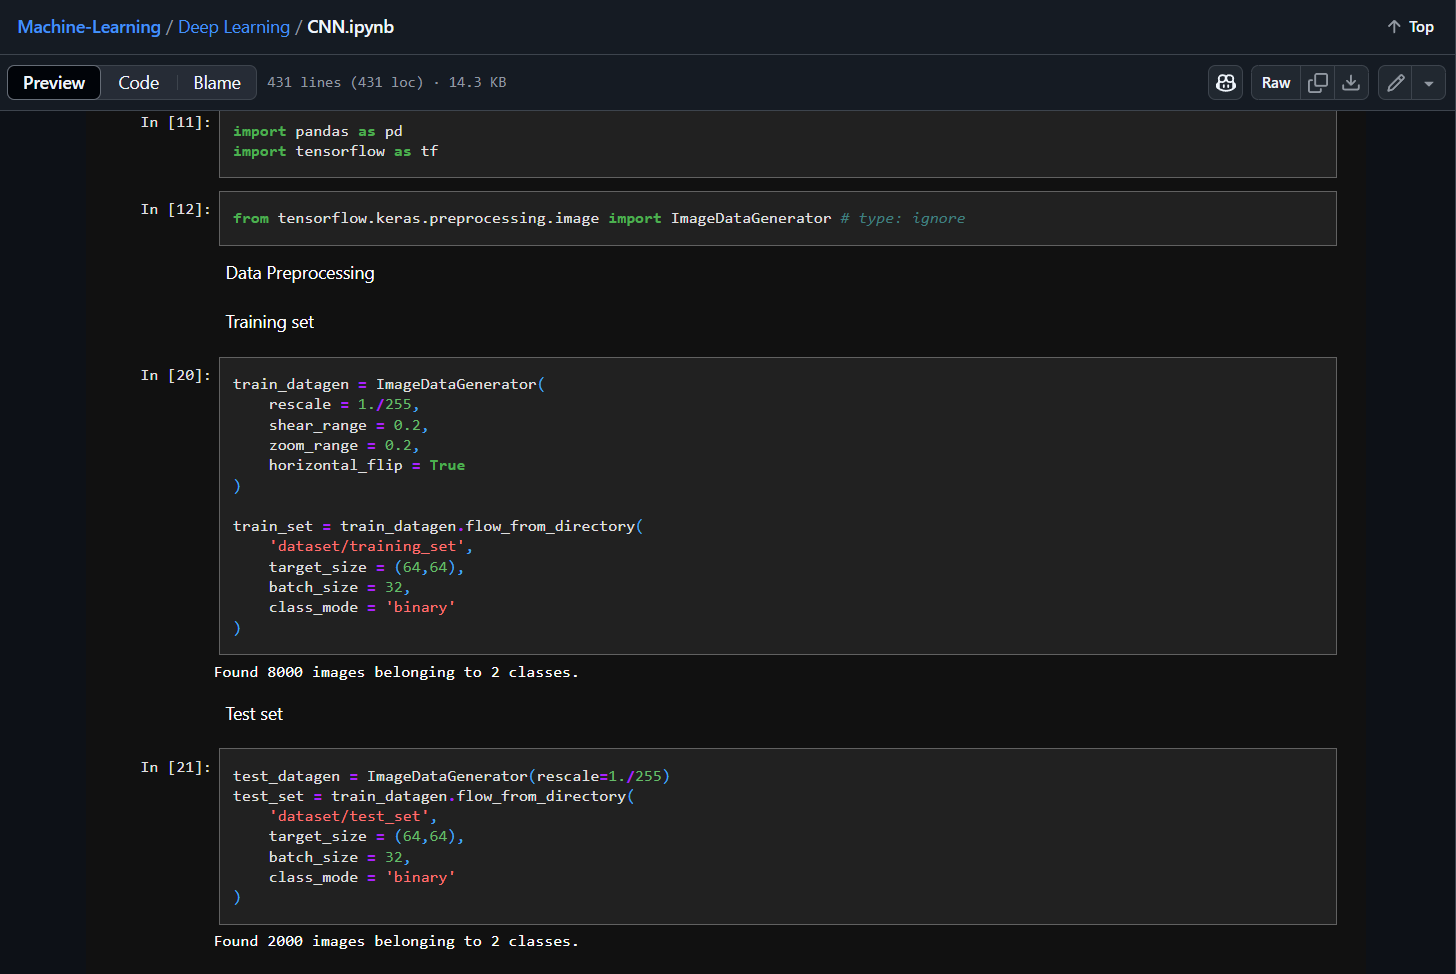 Machine-Learning / Deep Learning / CNN.ipynb
Top
Preview Code Blame 431 lines (431 loc) · 14.3 KB
Raw
In [11]:
import pandas as pd
import tensorflow as tf
In [12]:
from tensorflow.keras.preprocessing.image import ImageDataGenerator # type: ignore
Data Preprocessing
Training set
In [20]:
train_datagen = ImageDataGenerator(
    rescale = 1./255,
    shear_range = 0.2,
    zoom_range = 0.2,
    horizontal_flip = True
)
train_set = train_datagen.flow_from_directory(
    'dataset/training_set',
    target_size = (64,64),
    batch_size = 32,
    class_mode = 'binary'
)
Found 8000 images belonging to 2 classes.
Test set
In [21]:
test_datagen = ImageDataGenerator(rescale=1./255)
test_set = train_datagen.flow_from_directory(
    'dataset/test_set',
    target_size = (64,64),
    batch_size = 32,
    class_mode = 'binary'
)
Found 2000 images belonging to 2 classes.